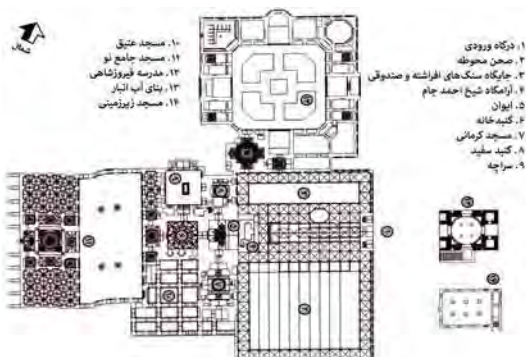 ۱. درگاه ورودی
۲. صحن محوطه
۳. جایگاه سنگ‌های افراشته و صندوقی
۴. آرامگاه شیخ احمد جام
۵. ایوان
۶. گنبدخانه
۷. مسجد کرمانی
۸. گنبد سفید
۹. سراچه
۱۰. مسجد عتیق
۱۱. مسجد جامع نو
۱۲. مدرسه فیروزشاهی
۱۳. بنای آب انبار
۱۴. مسجد زیرزمینی
شمال